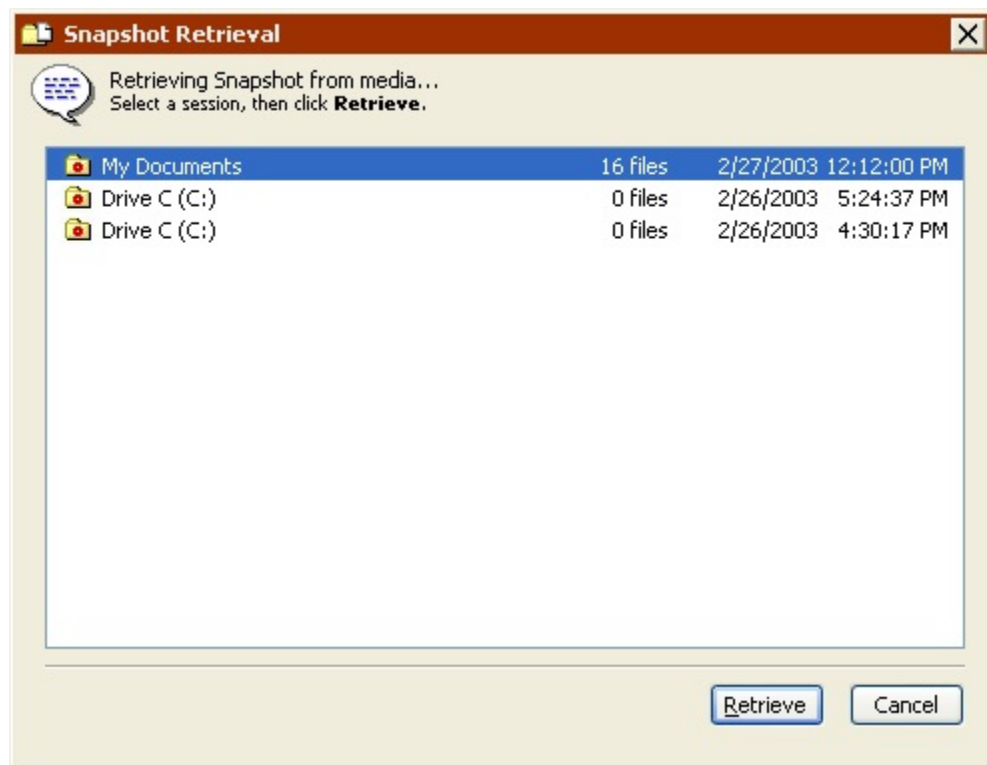 Snapshot Retrieval
Retrieving Snapshot from media...
Select a session, then click Retrieve.
My Documents 16 files 2/27/2003 12:12:00 PM
Drive C (C:) 0 files 2/26/2003 5:24:37 PM
Drive C (C:) 0 files 2/26/2003 4:30:17 PM
Retrieve Cancel